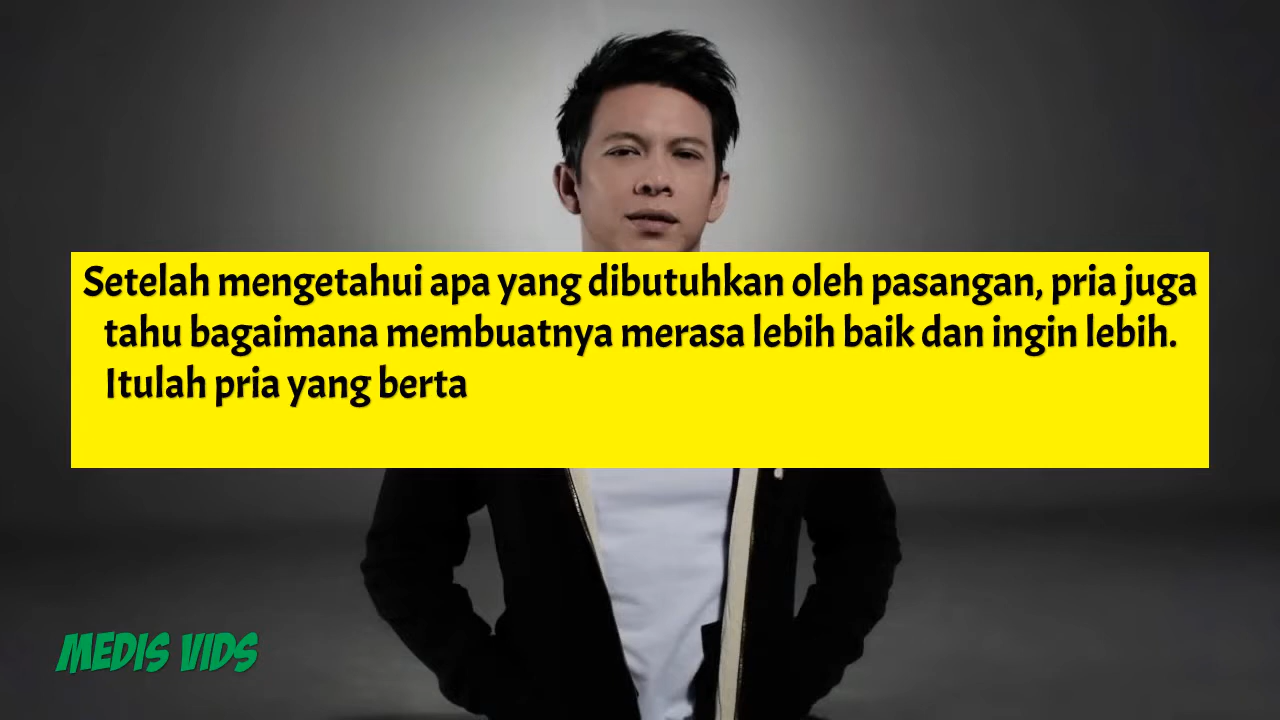 Setelah mengetahui apa yang dibutuhkan oleh pasangan, pria juga
tahu bagaimana membuatnya merasa lebih baik dan ingin lebih.
Itulah pria yang berta
MEDIS VIDS